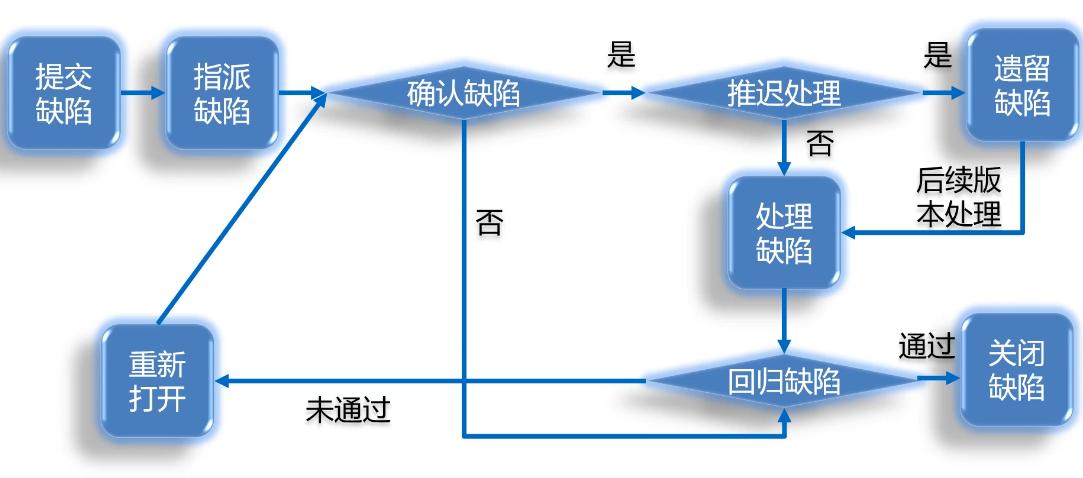 提交
缺陷
指派
缺陷
确认缺陷
是
推迟处理
是
遗留
缺陷
否
后续版
本处理
否
处理
缺陷
重新
打开
未通过
回归缺陷
通过
关闭
缺陷